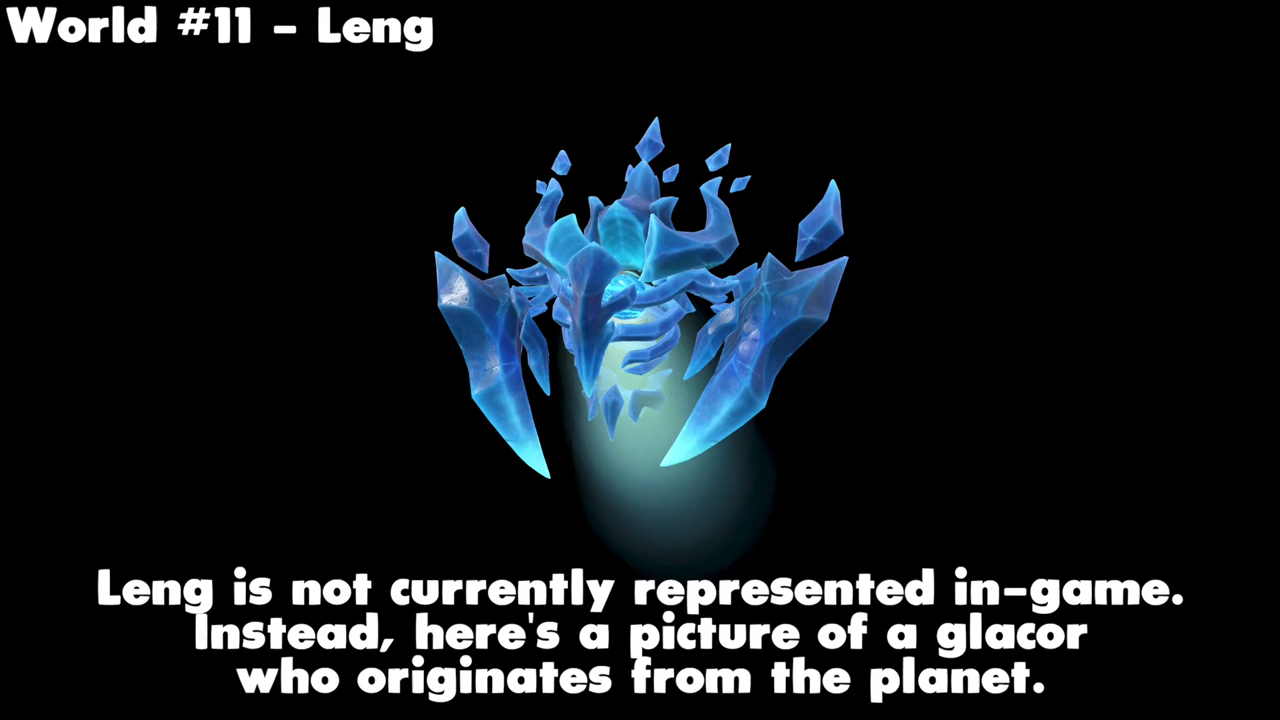 World #11 - Leng
Leng is not currently represented in-game.
Instead, here's a picture of a glacor
who originates from the planet.